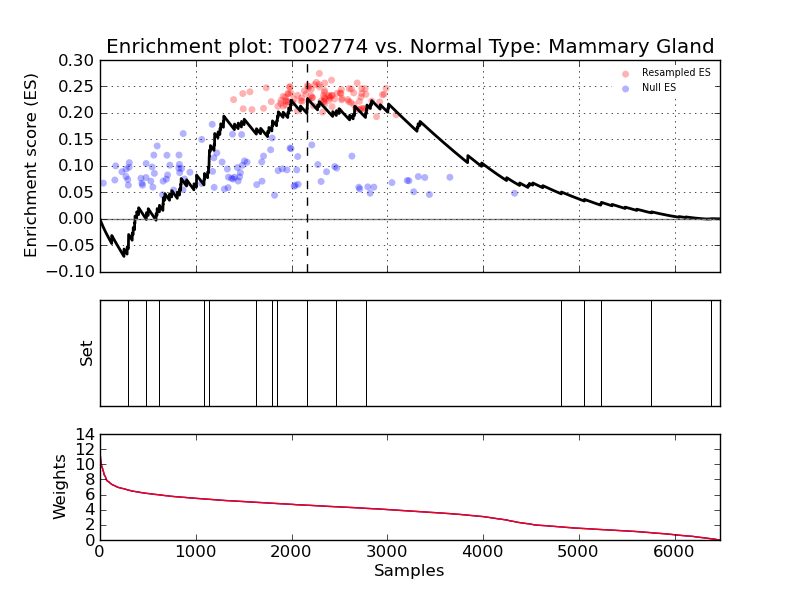 Enrichment plot: T002774 vs. Normal Type: Mammary Gland
Enrichment score (ES)
0.30
0.25
0.20
0.15
0.10
0.05
0.00
−0.05
−0.10
Resampled ES
Null ES
Set
Weights
14
12
10
8
6
4
2
0
0 1000 2000 3000 4000 5000 6000
Samples